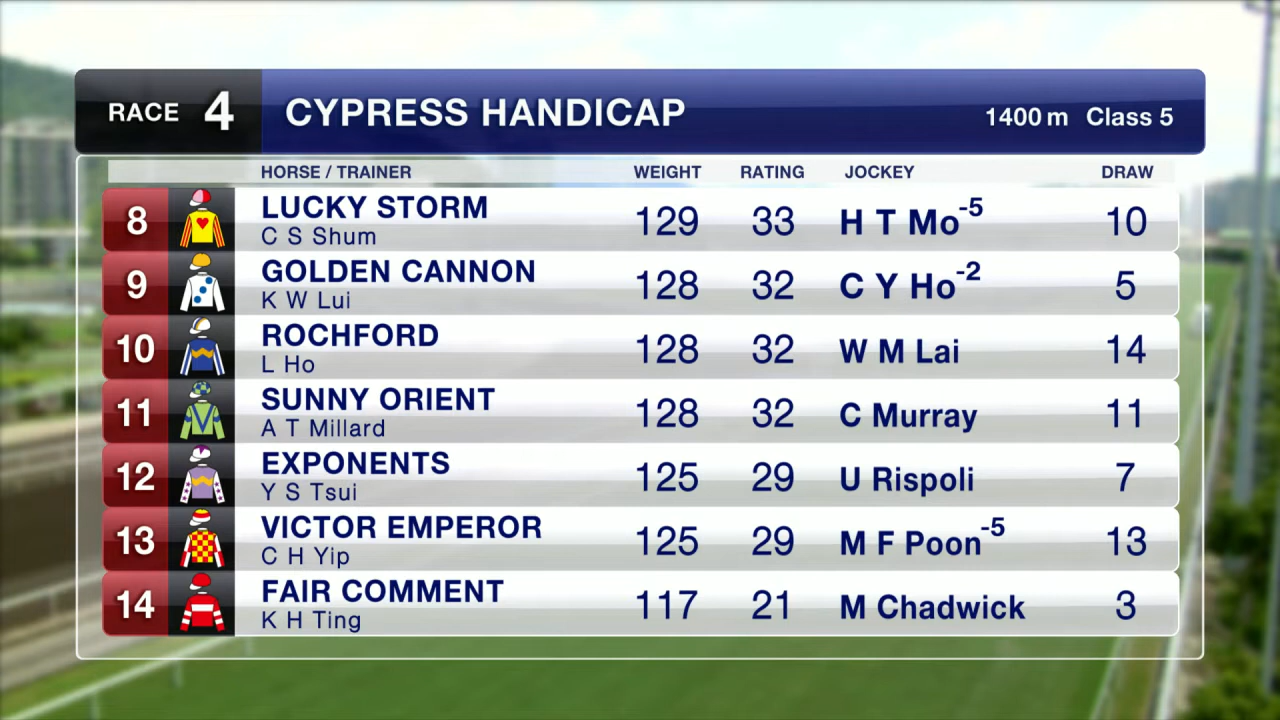 RACE 4 CYPRESS HANDICAP 1400 m Class 5
HORSE / TRAINER WEIGHT RATING JOCKEY DRAW
8 LUCKY STORM 129 33 H T Mo-5 10
C S Shum
9 GOLDEN CANNON 128 32 C Y Ho-2 5
K W Lui
10 ROCHFORD 128 32 W M Lai 14
L Ho
11 SUNNY ORIENT 128 32 C Murray 11
A T Millard
12 EXPONENTS 125 29 U Rispoli 7
Y S Tsui
13 VICTOR EMPEROR 125 29 M F Poon-5 13
C H Yip
14 FAIR COMMENT 117 21 M Chadwick 3
K H Ting